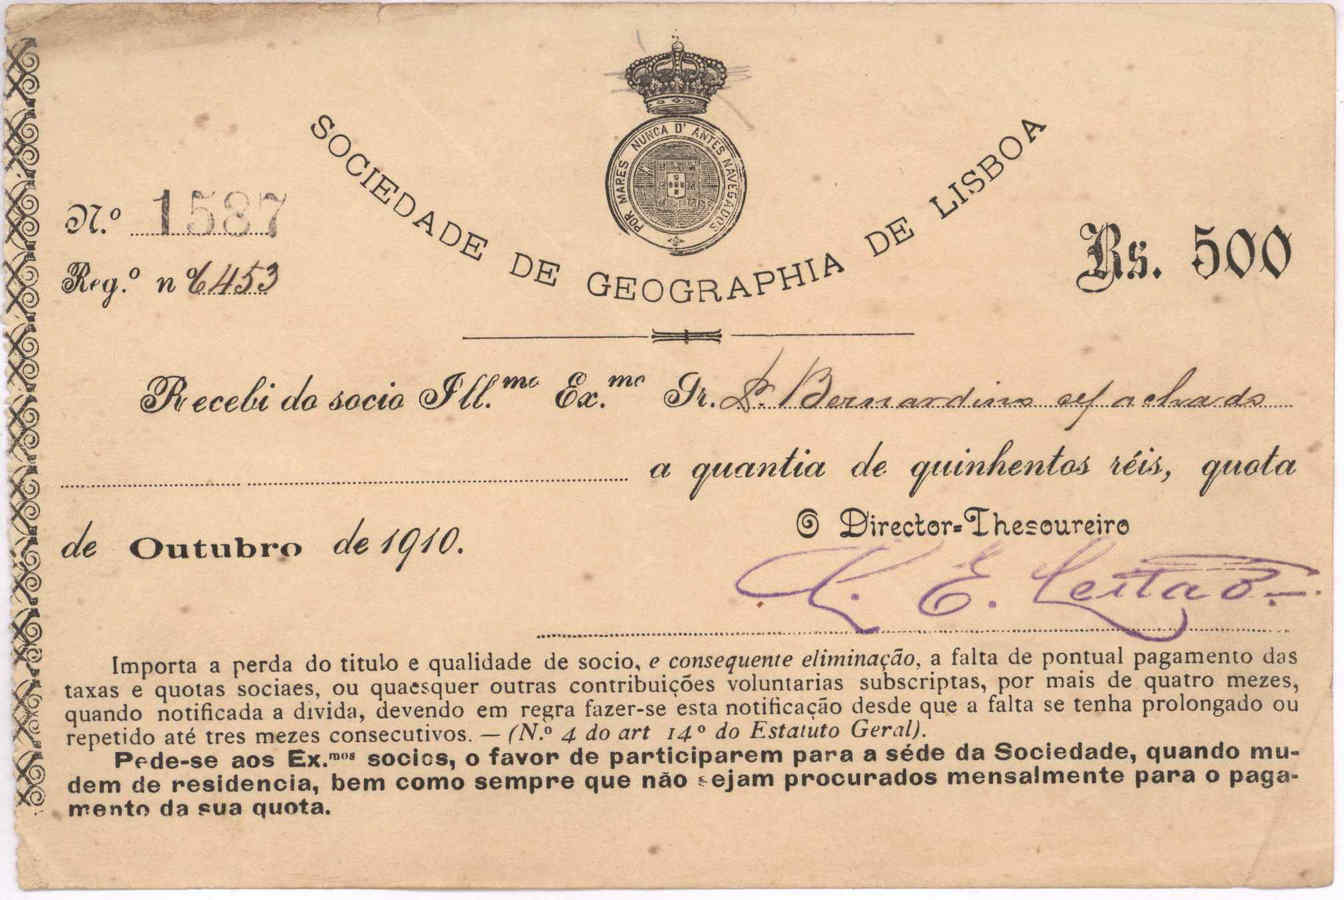 POR MARES NUNCA D'ANTES NAVEGADOS
SOCIEDADE DE GEOGRAPHIA DE LISBOA
N.º 1587
Reg.º nº 6453
Rs. 500
Recebi do socio Ill.mo Ex.mo Sr. Dr. Bernardino Machado
a quantia de quinhentos réis, quota
de Outubro de 1910.
O Director-Thesoureiro
E. Leitão
Importa a perda do titulo e qualidade de socio, e consequente eliminação, a falta de pontual pagamento das
taxas e quotas sociaes, ou quaesquer outras contribuições voluntarias subscriptas, por mais de quatro mezes,
quando notificada a divida, devendo em regra fazer-se esta notificação desde que a falta se tenha prolongado ou
repetido até tres mezes consecutivos. — (N.º 4 do art 14º do Estatuto Geral).
Pede-se aos Ex.mos socios, o favor de participarem para a séde da Sociedade, quando mu-
dem de residencia, bem como sempre que não sejam procurados mensalmente para o paga-
mento da sua quota.